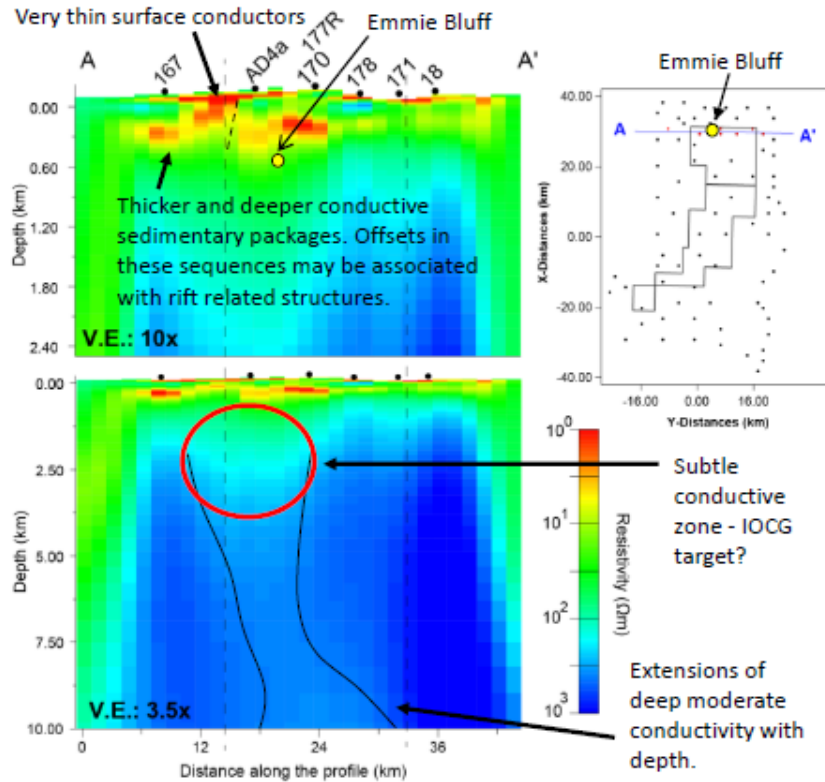 Very thin surface conductors
Emmie Bluff
A
167
AD4a
177R
170
178
171
18
A'
0.00
0.60
1.20
1.80
2.40
Depth (km)
Thicker and deeper conductive
sedimentary packages. Offsets in
these sequences may be associated
with rift related structures.
V.E.: 10x
Emmie Bluff
40.00
20.00
0.00
-20.00
-40.00
X-Distances (km)
A
A'
-16.00
0.00
16.00
Y-Distances (km)
0.00
2.50
5.00
7.50
10.00
Depth (km)
V.E.: 3.5x
0
12
24
36
Distance along the profile (km)
10⁰
10¹
10²
10³
Resistivity (Ωm)
Subtle
conductive
zone - IOCG
target?
Extensions of
deep moderate
conductivity with
depth.